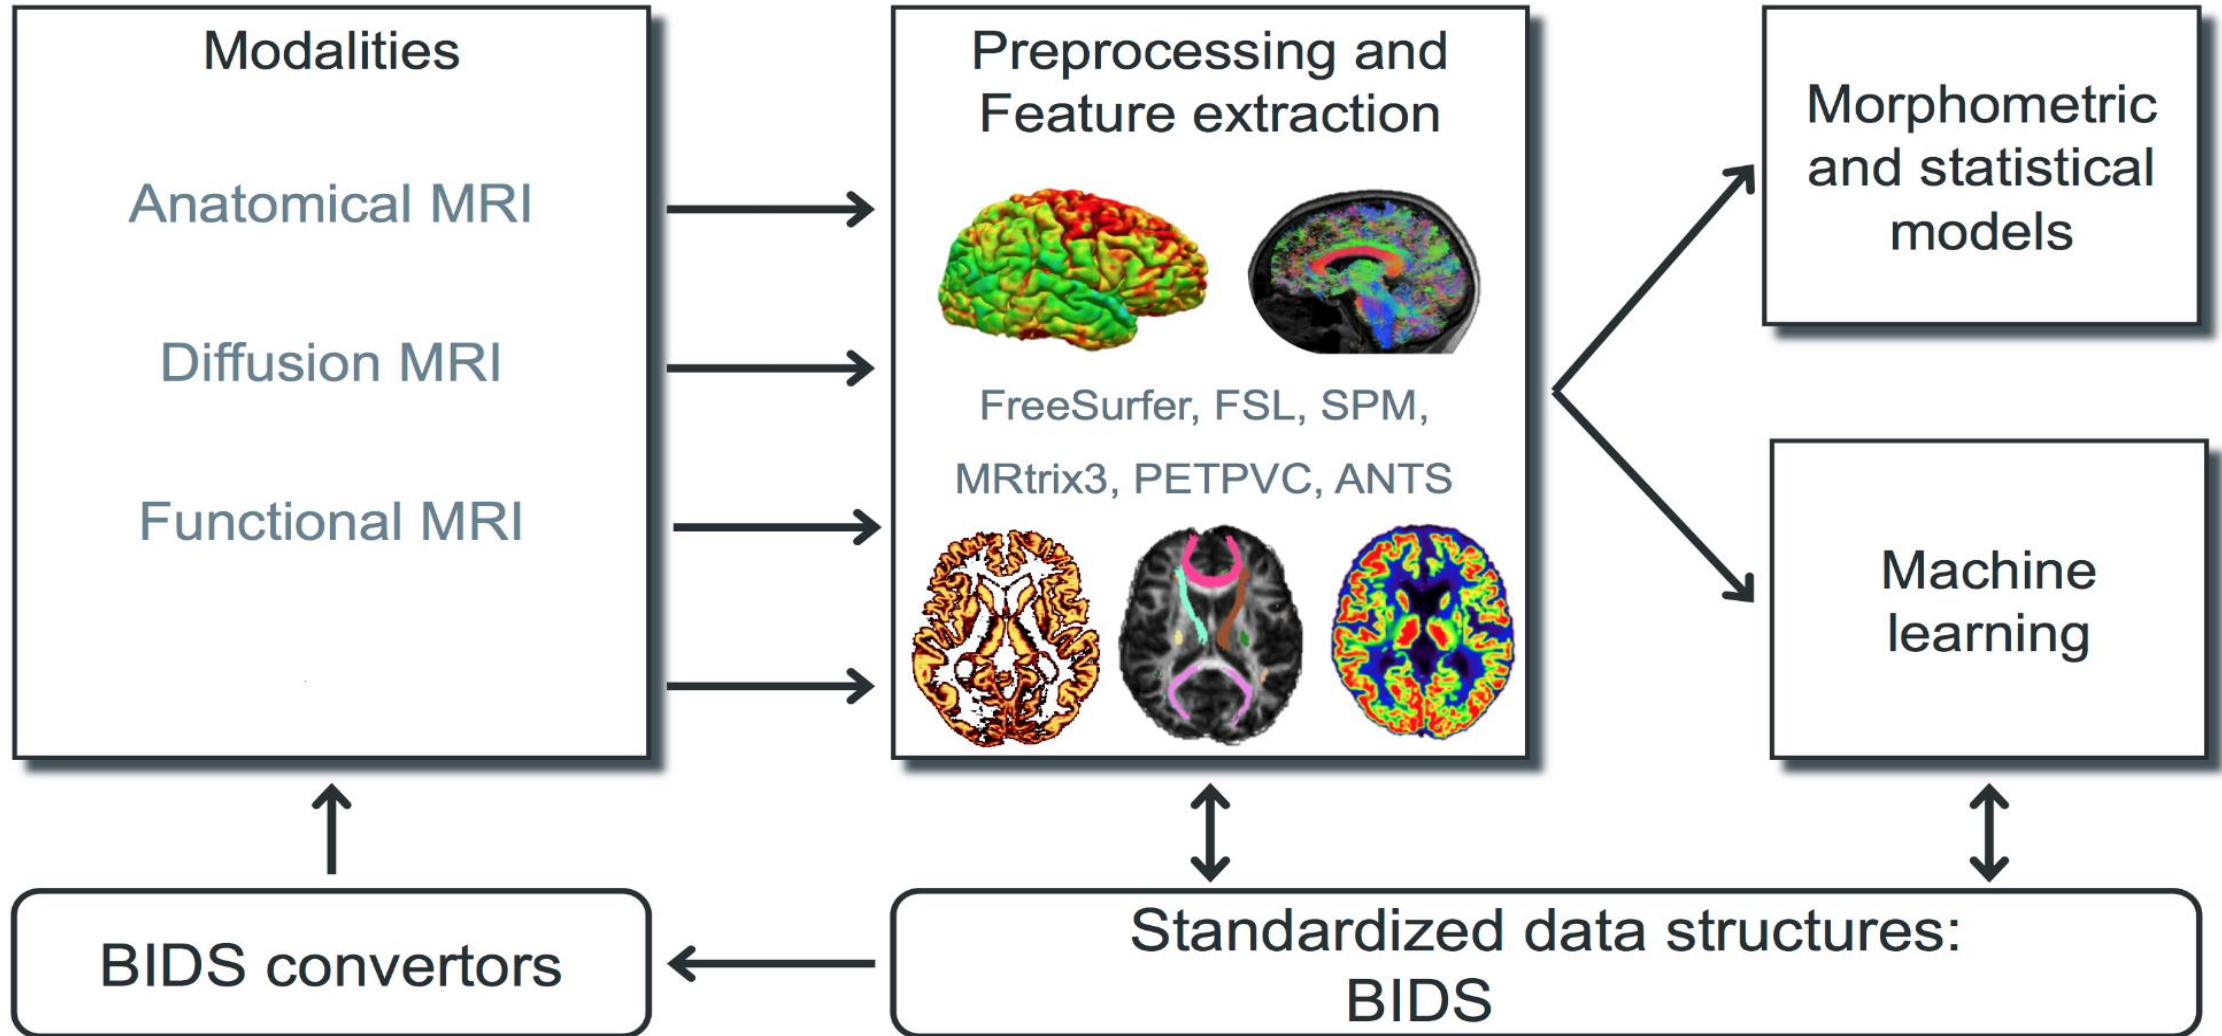 Modalities
Anatomical MRI
Diffusion MRI
Functional MRI
Preprocessing and
Feature extraction
FreeSurfer, FSL, SPM,
MRtrix3, PETPVC, ANTS
Morphometric
and statistical
models
Machine
learning
BIDS convertors
Standardized data structures:
BIDS